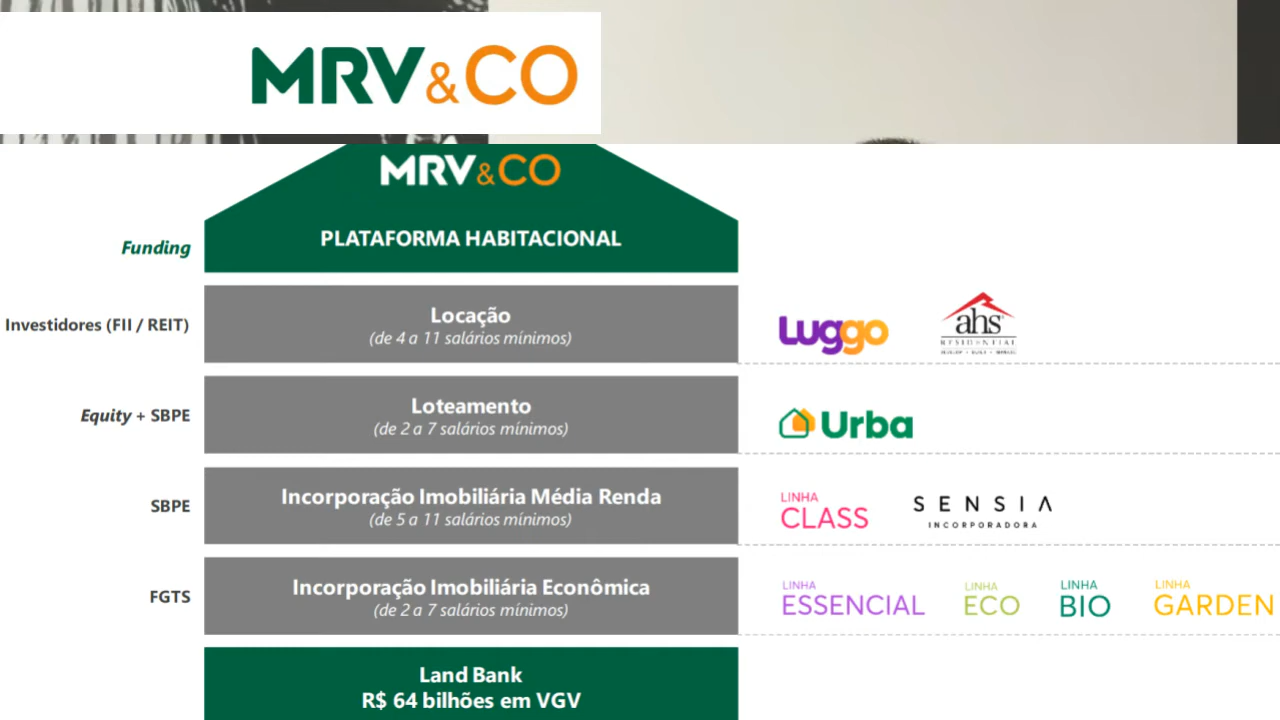 MRV&CO
MRV&CO
PLATAFORMA HABITACIONAL
Funding
Investidores (FII / REIT)
Locação
(de 4 a 11 salários mínimos)
Luggo
ahs
RESIDENTIAL
Equity + SBPE
Loteamento
(de 2 a 7 salários mínimos)
Urba
SBPE
Incorporação Imobiliária Média Renda
(de 5 a 11 salários mínimos)
LINHA
CLASS
SENSIA
INCORPORADORA
FGTS
Incorporação Imobiliária Econômica
(de 2 a 7 salários mínimos)
LINHA
ESSENCIAL
LINHA
ECO
LINHA
BIO
LINHA
GARDEN
Land Bank
R$ 64 bilhões em VGV